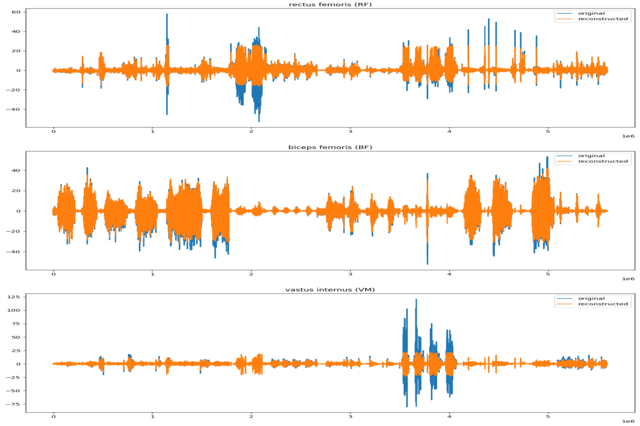 rectus femoris (RF)
60
40
20
0
−20
−40
original
reconstructed
0 1 2 3 4 5
1e6
biceps femoris (BF)
40
20
0
−20
−40
original
reconstructed
0 1 2 3 4 5
1e6
vastus internus (VM)
125
100
75
50
25
0
−25
−50
−75
original
reconstructed
0 1 2 3 4 5
1e6